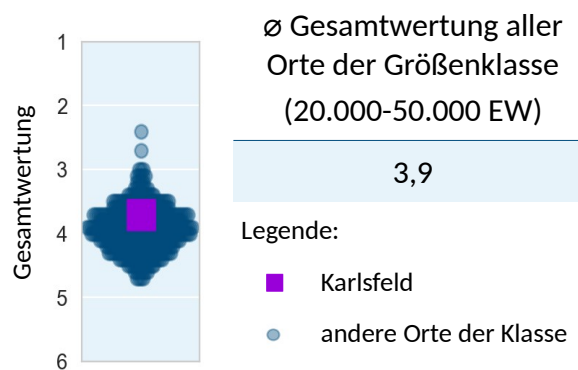 ⌀ Gesamtwertung aller
Orte der Größenklasse
(20.000-50.000 EW)
3,9
Legende:
Karlsfeld
andere Orte der Klasse
Gesamtwertung
1
2
3
4
5
6